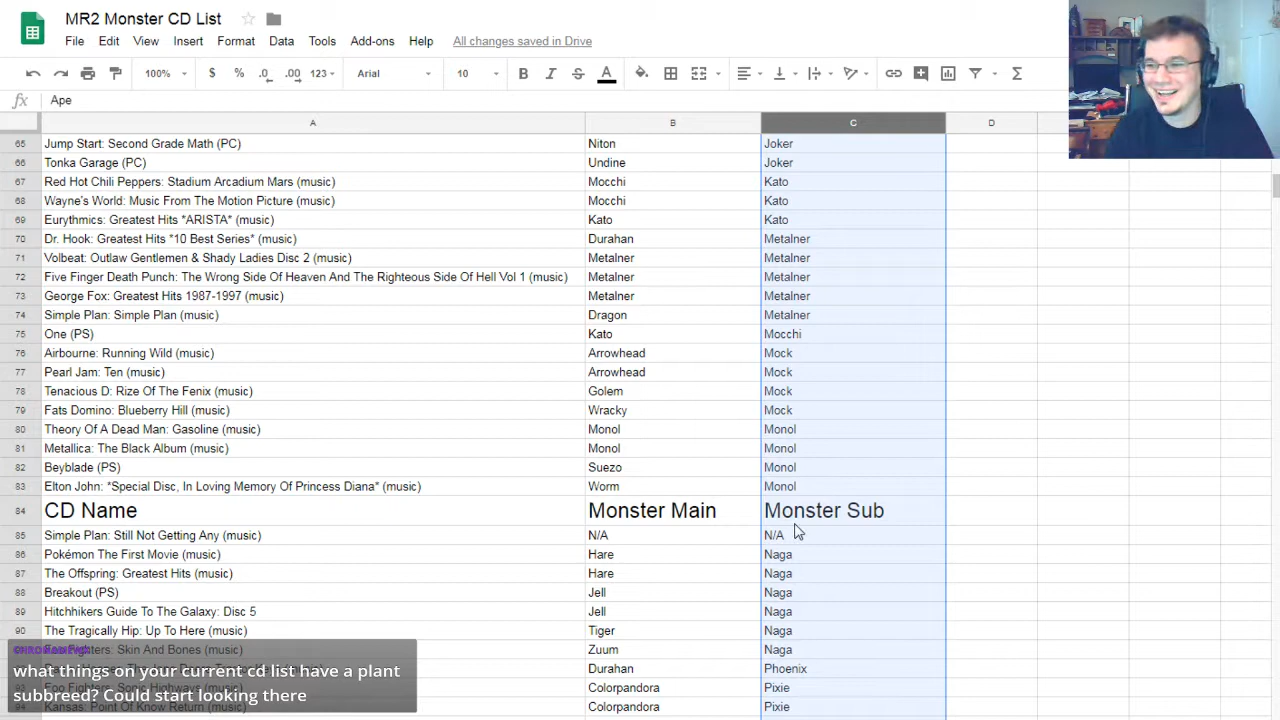 MR2 Monster CD List
File Edit View Insert Format Data Tools Add-ons Help All changes saved in Drive
100% $ % .0 .00 123 Arial 10 B I S A Σ
fx Ape
A B C D
65 Jump Start: Second Grade Math (PC) Niton Joker
66 Tonka Garage (PC) Undine Joker
67 Red Hot Chili Peppers: Stadium Arcadium Mars (music) Mocchi Kato
68 Wayne's World: Music From The Motion Picture (music) Mocchi Kato
69 Eurythmics: Greatest Hits *ARISTA* (music) Kato Kato
70 Dr. Hook: Greatest Hits *10 Best Series* (music) Durahan Metalner
71 Volbeat: Outlaw Gentlemen & Shady Ladies Disc 2 (music) Metalner Metalner
72 Five Finger Death Punch: The Wrong Side Of Heaven And The Righteous Side Of Hell Vol 1 (music) Metalner Metalner
73 George Fox: Greatest Hits 1987-1997 (music) Metalner Metalner
74 Simple Plan: Simple Plan (music) Dragon Metalner
75 One (PS) Kato Mocchi
76 Airbourne: Running Wild (music) Arrowhead Mock
77 Pearl Jam: Ten (music) Arrowhead Mock
78 Tenacious D: Rize Of The Fenix (music) Golem Mock
79 Fats Domino: Blueberry Hill (music) Wracky Mock
80 Theory Of A Dead Man: Gasoline (music) Monol Monol
81 Metallica: The Black Album (music) Monol Monol
82 Beyblade (PS) Suezo Monol
83 Elton John: *Special Disc, In Loving Memory Of Princess Diana* (music) Worm Monol
84 CD Name Monster Main Monster Sub
85 Simple Plan: Still Not Getting Any (music) N/A N/A
86 Pokémon The First Movie (music) Hare Naga
87 The Offspring: Greatest Hits (music) Hare Naga
88 Breakout (PS) Jell Naga
89 Hitchhikers Guide To The Galaxy: Disc 5 Jell Naga
90 The Tragically Hip: Up To Here (music) Tiger Naga
Foo Fighters: Skin And Bones (music) Zuum Naga
Durahan Phoenix
what things on your current cd list have a plant
Foo Fighters: Sonic Highways (music) Colorpandora Pixie
subbreed? Could start looking there
94 Kansas: Point Of Know Return (music) Colorpandora Pixie